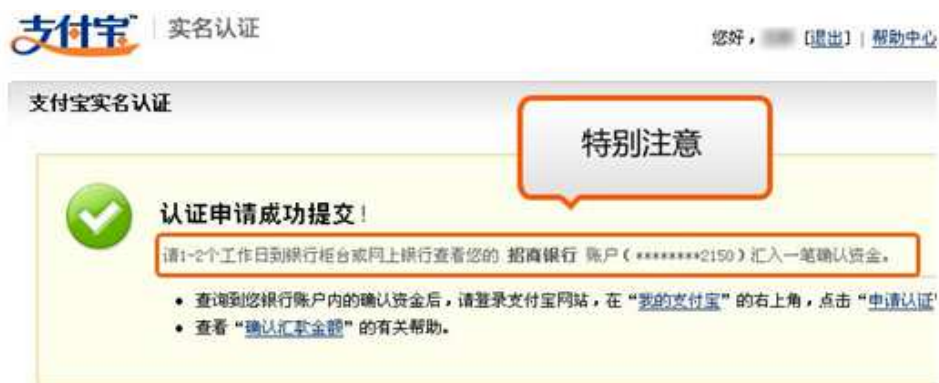 支付宝 实名认证
您好， [退出] | 帮助中心
支付宝实名认证
特别注意
认证申请成功提交！
请1-2个工作日到银行柜台或网上银行查看您的 招商银行 账户(********2150)汇入一笔确认资金。
• 查询到您银行账户内的确认资金后，请登录支付宝网站，在“我的支付宝”的右上角，点击“申请认证”
• 查看“确认汇款金额”的有关帮助。